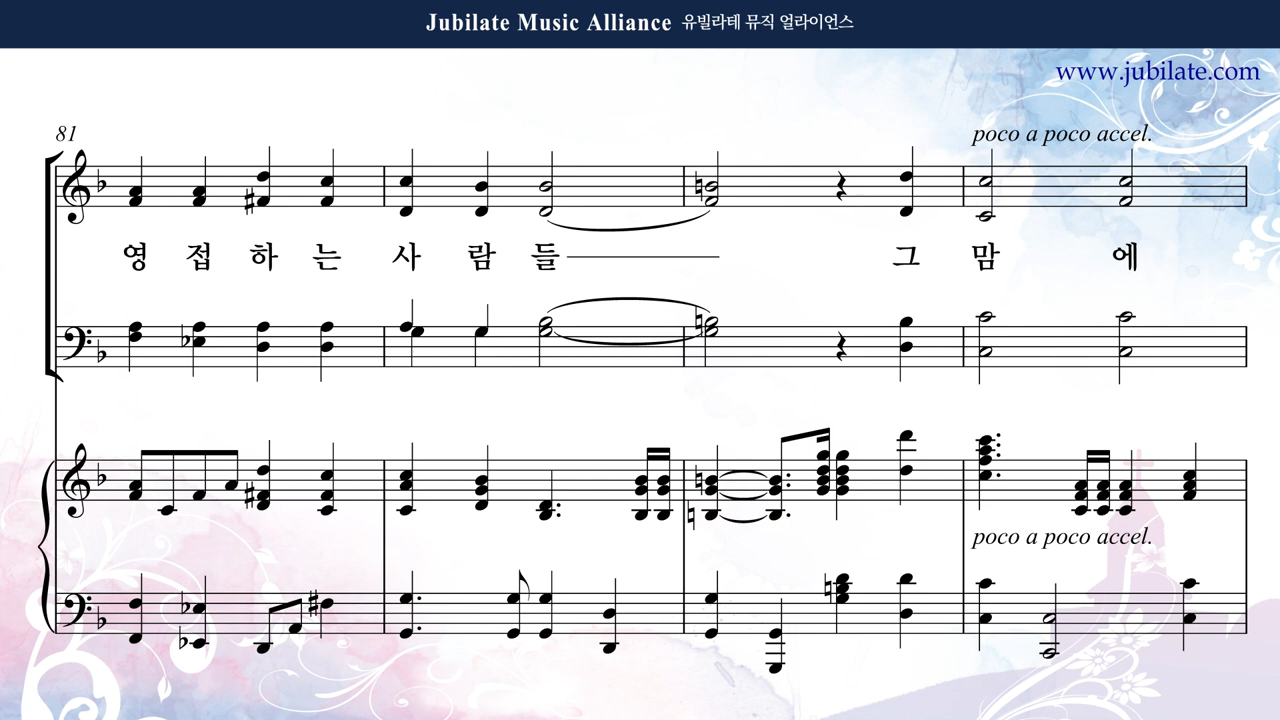 Jubilate Music Alliance 유빌라테 뮤직 얼라이언스
www.jubilate.com
81
poco a poco accel.
영 접 하 는 사 람 들 그 맘 에
poco a poco accel.